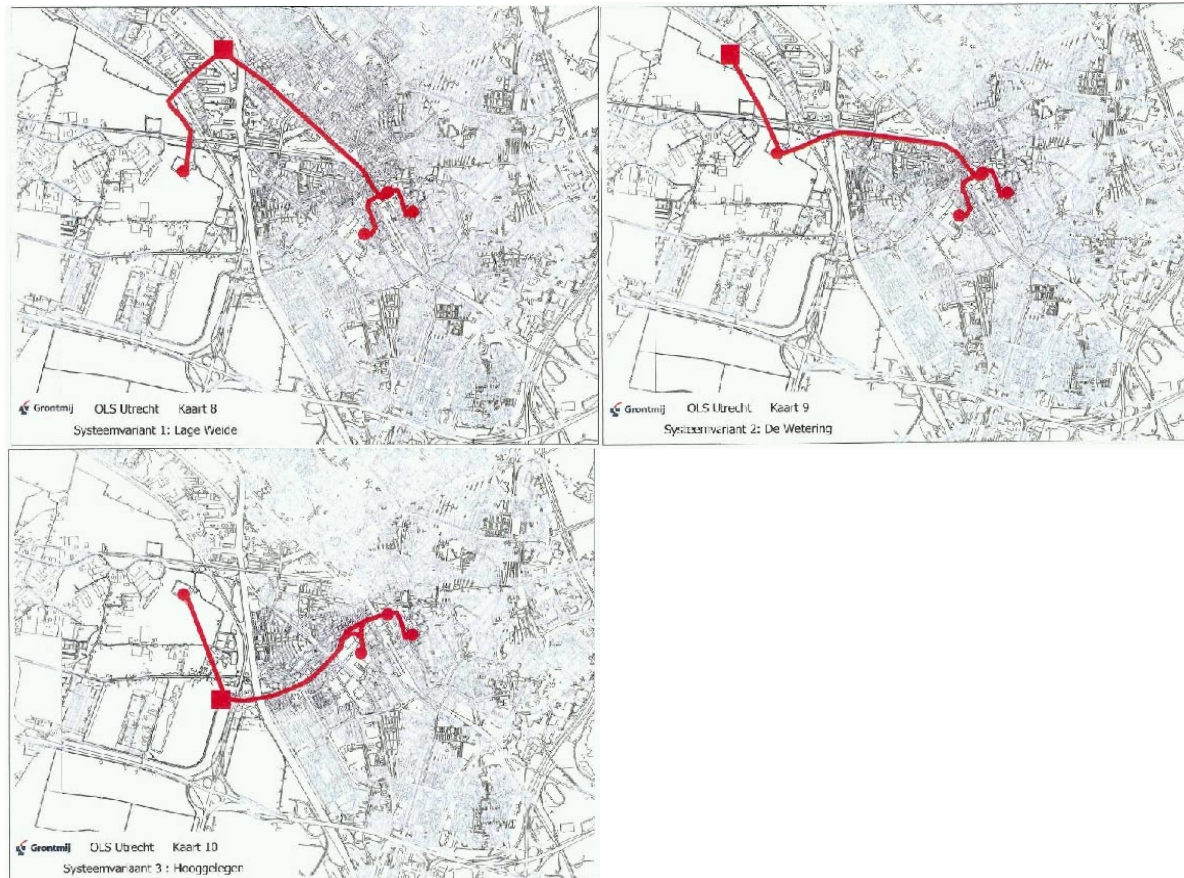 Grontmij OLS Utrecht Kaart 8
Systeemvariant 1: Lage Weide
Grontmij OLS Utrecht Kaart 9
Systeemvariant 2: De Wetering
Grontmij OLS Utrecht Kaart 10
Systeemvariaant 3 : Hooggelegen